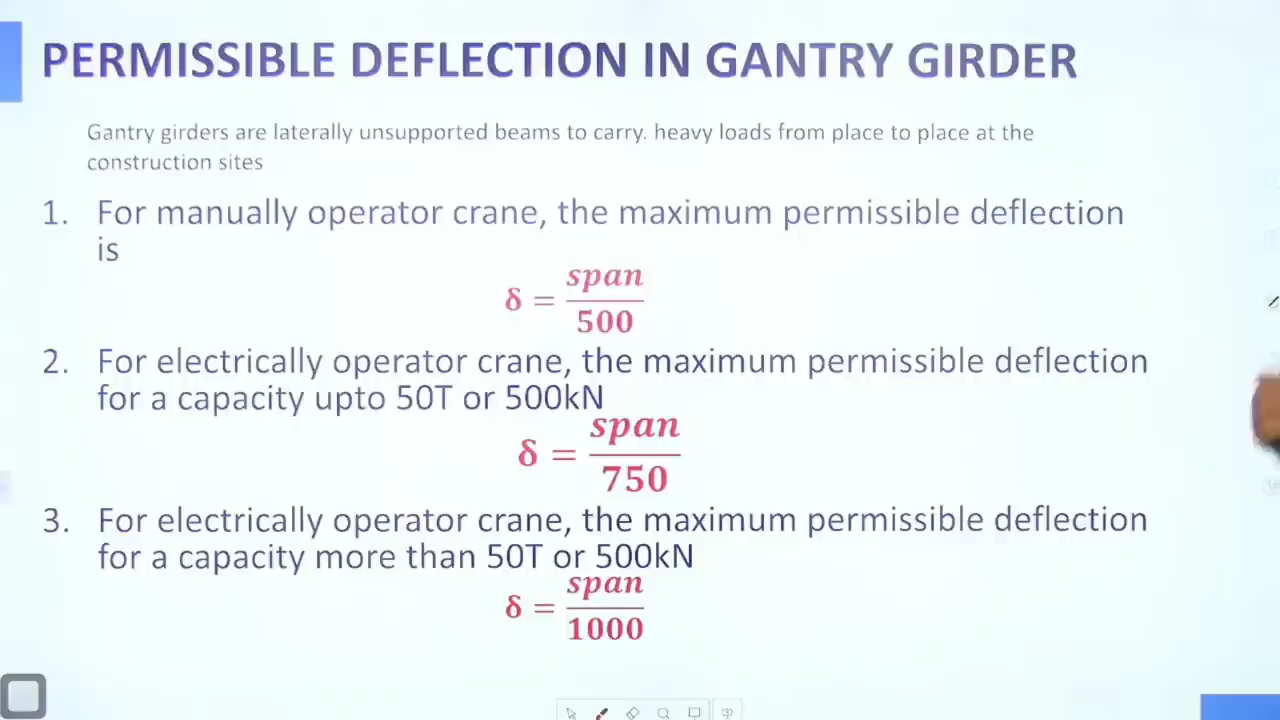 PERMISSIBLE DEFLECTION IN GANTRY GIRDER
Gantry girders are laterally unsupported beams to carry. heavy loads from place to place at the
construction sites
1. For manually operator crane, the maximum permissible deflection
is
δ = span/500
2. For electrically operator crane, the maximum permissible deflection
for a capacity upto 50T or 500kN
δ = span/750
3. For electrically operator crane, the maximum permissible deflection
for a capacity more than 50T or 500kN
δ = span/1000